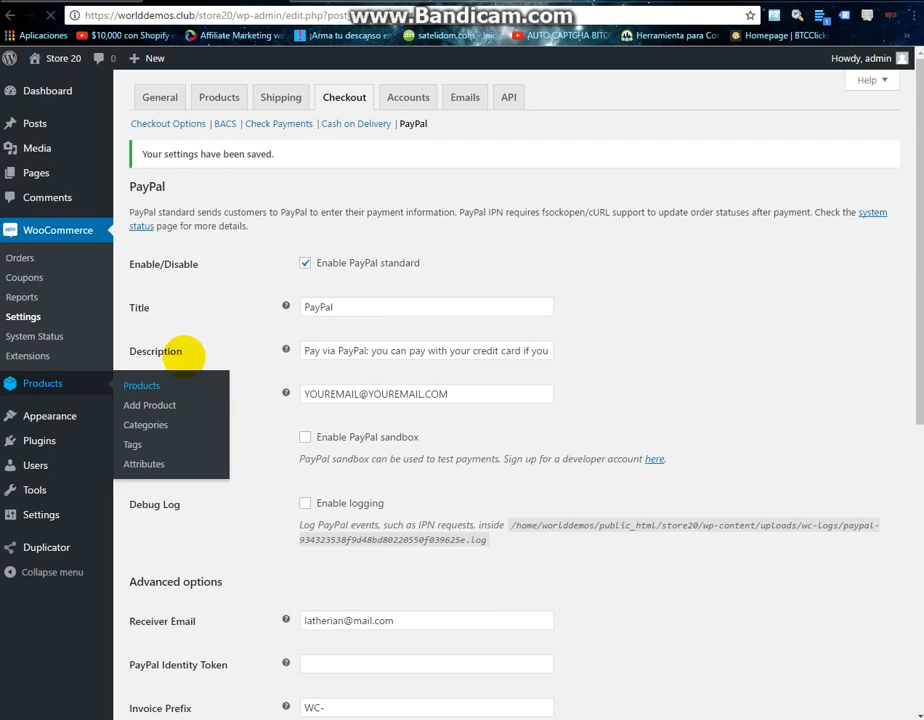 https://worlddemos.club/store20/wp-admin/edit.php?post
www.Bandicam.com
Aplicaciones
$10,000 con Shopify
Affiliate Marketing w
¡Arma tu descanso en
satelidom.com - Inici
AUTO CAPTCHA BITC
Herramienta para Co
Homepage | BTCClicks
Store 20
0
New
Howdy, admin
Help
Dashboard
Posts
Media
Pages
Comments
WooCommerce
Orders
Coupons
Reports
Settings
System Status
Extensions
Products
Appearance
Plugins
Users
Tools
Settings
Duplicator
Collapse menu
Products
Add Product
Categories
Tags
Attributes
General
Products
Shipping
Checkout
Accounts
Emails
API
Checkout Options | BACS | Check Payments | Cash on Delivery | PayPal
Your settings have been saved.
PayPal
PayPal standard sends customers to PayPal to enter their payment information. PayPal IPN requires fsockopen/cURL support to update order statuses after payment. Check the system
status page for more details.
Enable/Disable
Enable PayPal standard
Title
PayPal
Description
Pay via PayPal; you can pay with your credit card if you
YOUREMAIL@YOUREMAIL.COM
Enable PayPal sandbox
PayPal sandbox can be used to test payments. Sign up for a developer account here.
Debug Log
Enable logging
Log PayPal events, such as IPN requests, inside /home/worlddemos/public_html/store20/wp-content/uploads/wc-logs/paypal-
934323538f9d48bd80220550f039625e.log
Advanced options
Receiver Email
latherian@mail.com
PayPal Identity Token
Invoice Prefix
WC-